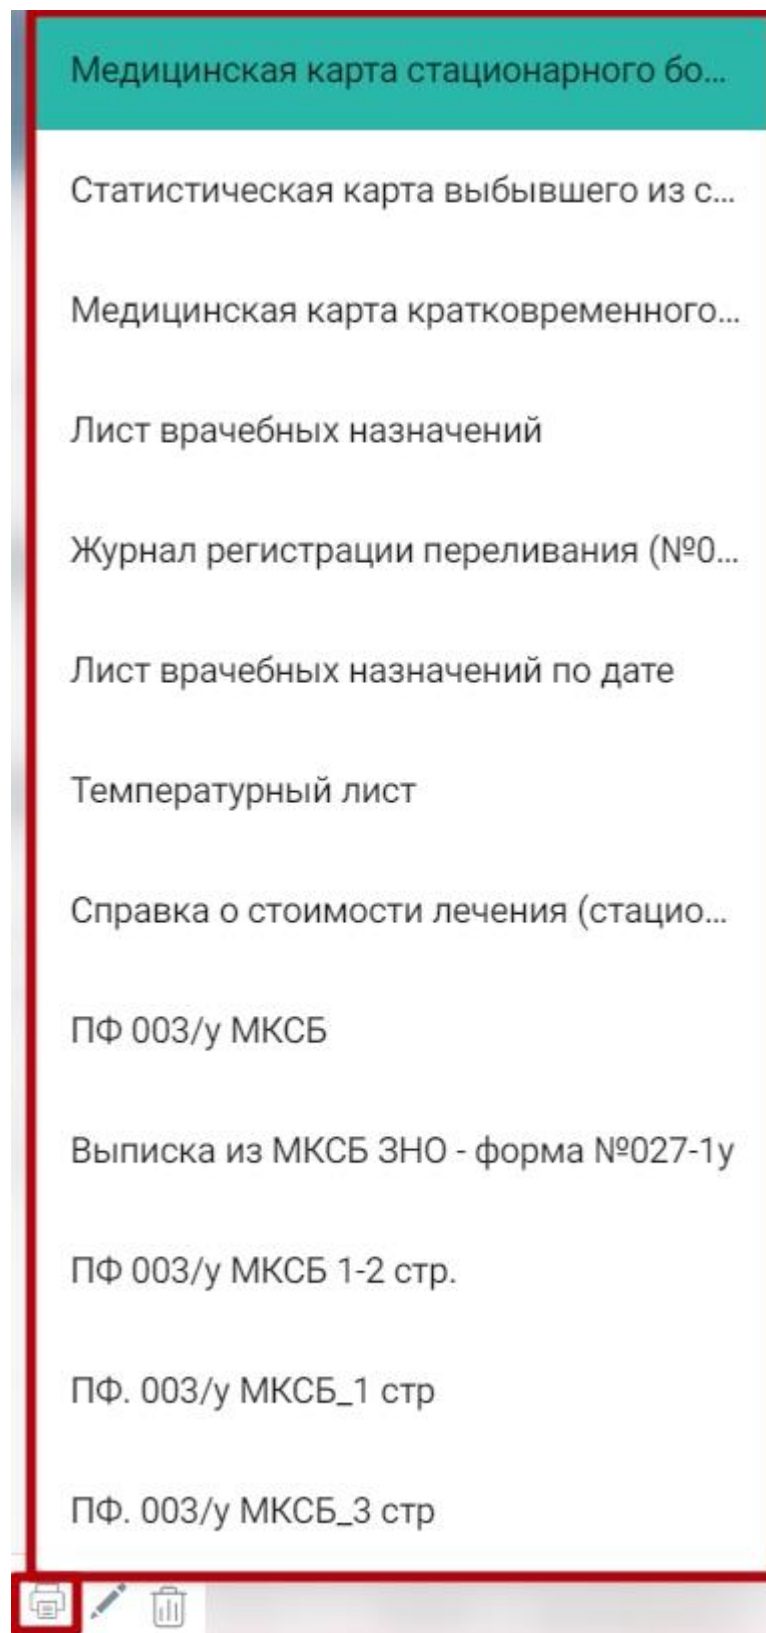 Медицинская карта стационарного бо...
Статистическая карта выбывшего из с...
Медицинская карта кратковременного...
Лист врачебных назначений
Журнал регистрации переливания (№0...
Лист врачебных назначений по дате
Температурный лист
Справка о стоимости лечения (стацио...
ПФ 003/у МКСБ
Выписка из МКСБ ЗНО - форма №027-1у
ПФ 003/у МКСБ 1-2 стр.
ПФ. 003/у МКСБ_1 стр
ПФ. 003/у МКСБ_3 стр